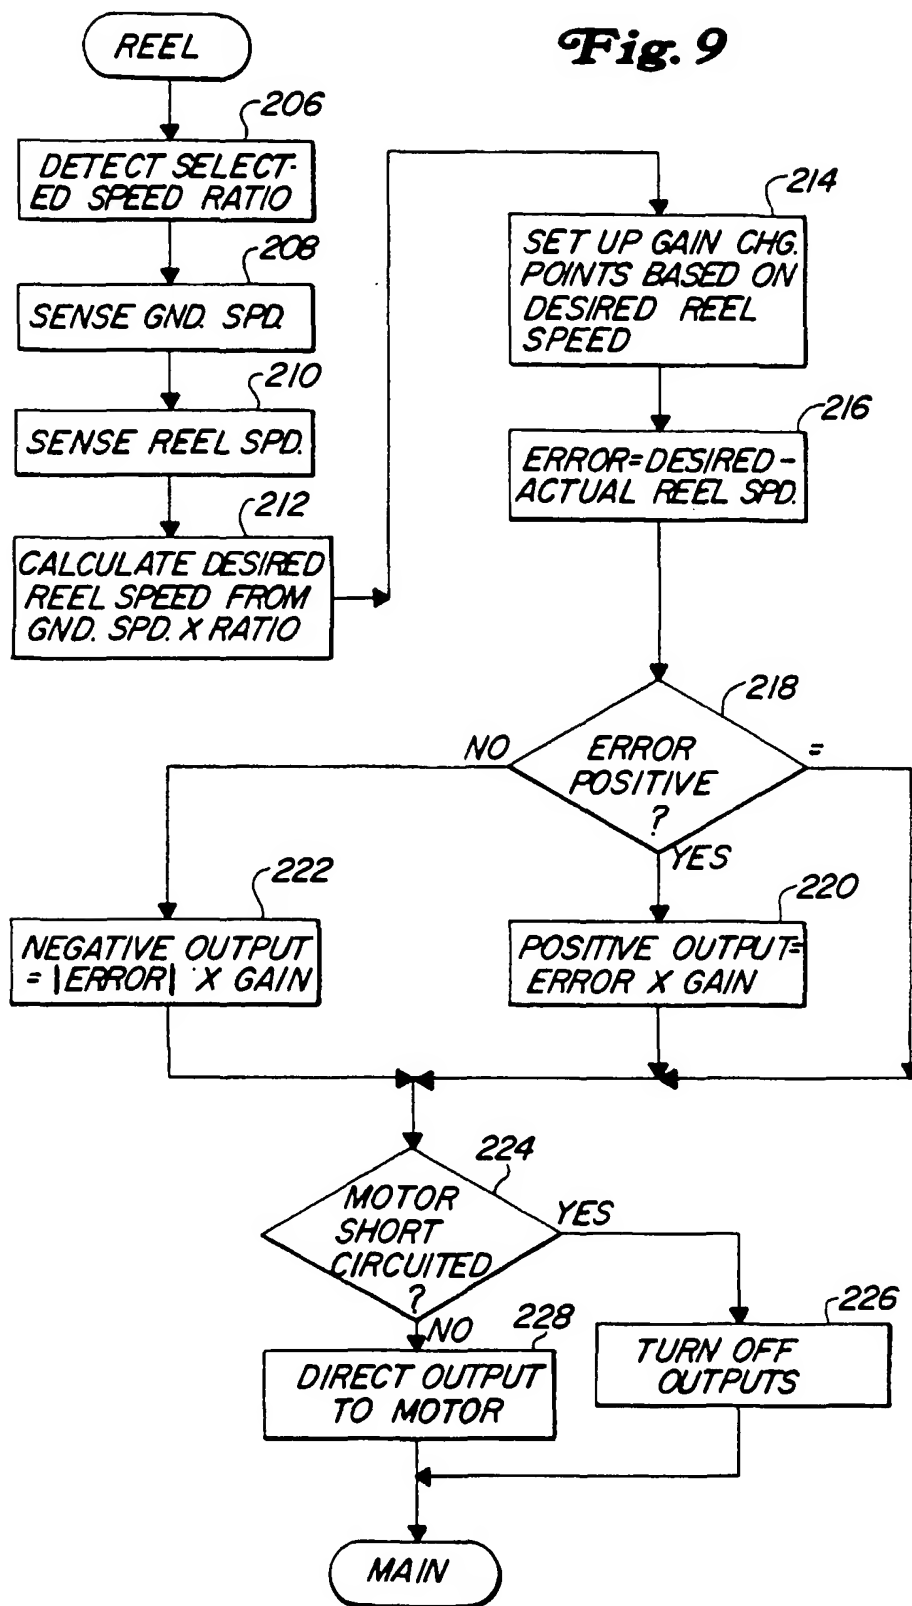 Fig. 9
REEL
206
DETECT SELECT-
ED SPEED RATIO
208
SENSE GND. SPD.
210
SENSE REEL SPD.
212
CALCULATE DESIRED
REEL SPEED FROM
GND. SPD. X RATIO
214
SET UP GAIN CHG.
POINTS BASED ON
DESIRED REEL
SPEED
216
ERROR=DESIRED-
ACTUAL REEL SPD.
218
ERROR
POSITIVE
?
NO
=
YES
222
NEGATIVE OUTPUT
= |ERROR| X GAIN
220
POSITIVE OUTPUT=
ERROR X GAIN
224
MOTOR
SHORT
CIRCUITED
?
YES
NO
228
DIRECT OUTPUT
TO MOTOR
226
TURN OFF
OUTPUTS
MAIN